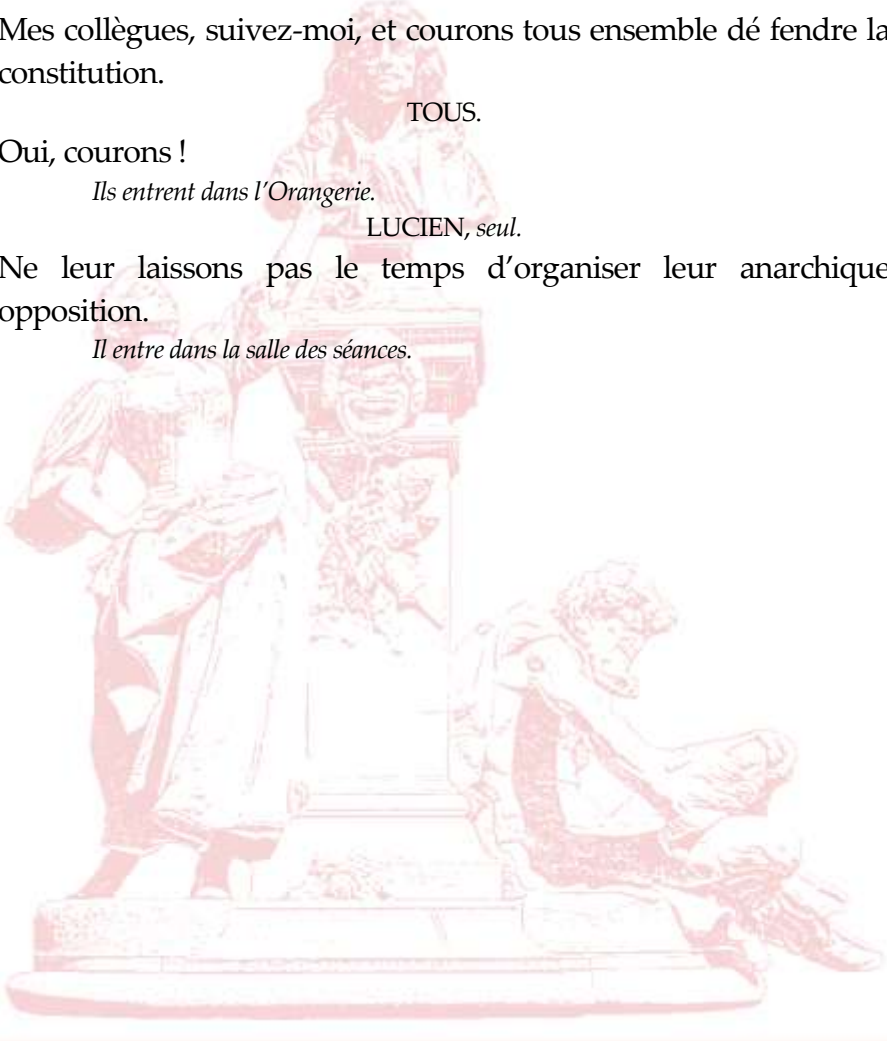 Mes collègues, suivez-moi, et courons tous ensemble dé fendre la
constitution.
TOUS.
Oui, courons !
Ils entrent dans l’Orangerie.
LUCIEN, seul.
Ne leur laissons pas le temps d’organiser leur anarchique
opposition.
Il entre dans la salle des séances.